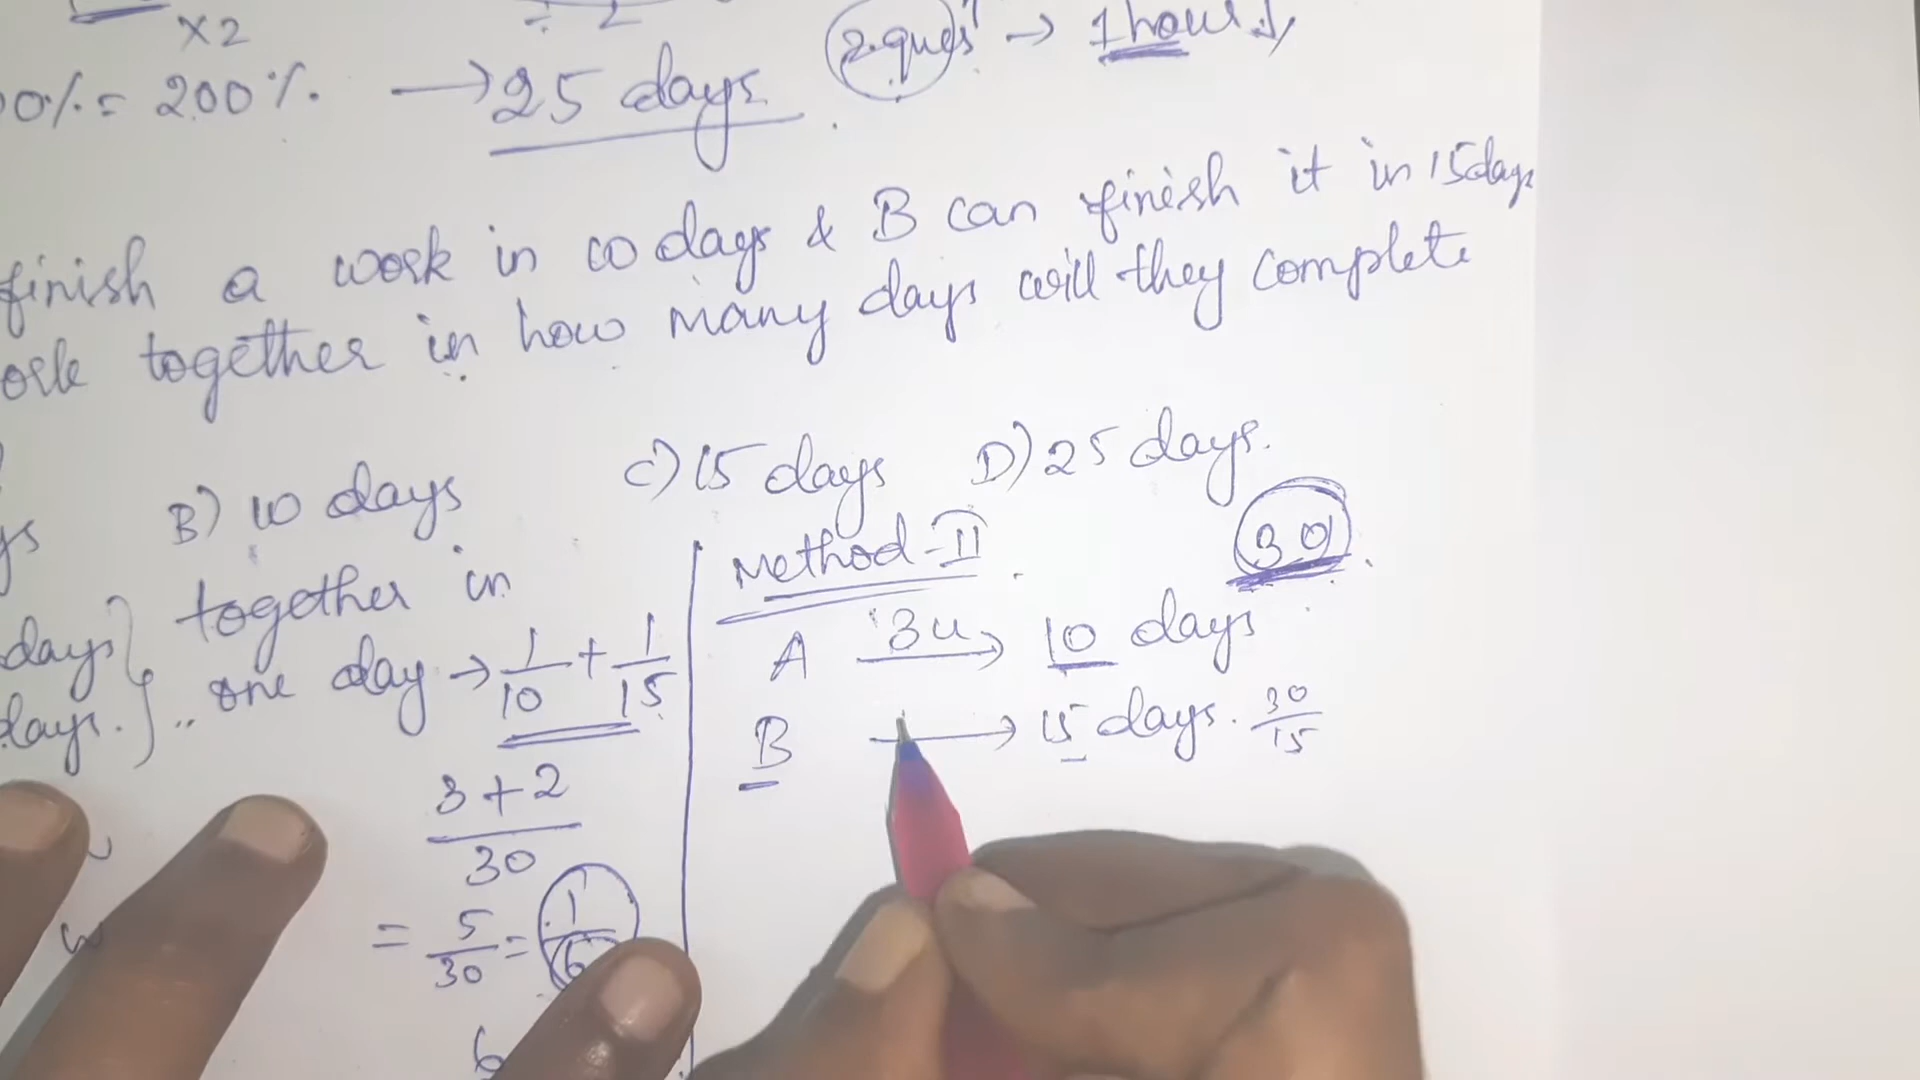 x2
÷ 2
2 ques → 1 hour
0%= 200%. → 25 days.
finish a work in 10 days & B can finish it in 15 days
together in how many days will they complete
B) 10 days C) 15 days D) 25 days.
together in
days} one day → 1/10 + 1/15
days.}
3+2
30
= 5/30 = 1/6
6
Method-II
30
A 3u→ 10 days
B → 15 days. 30/15